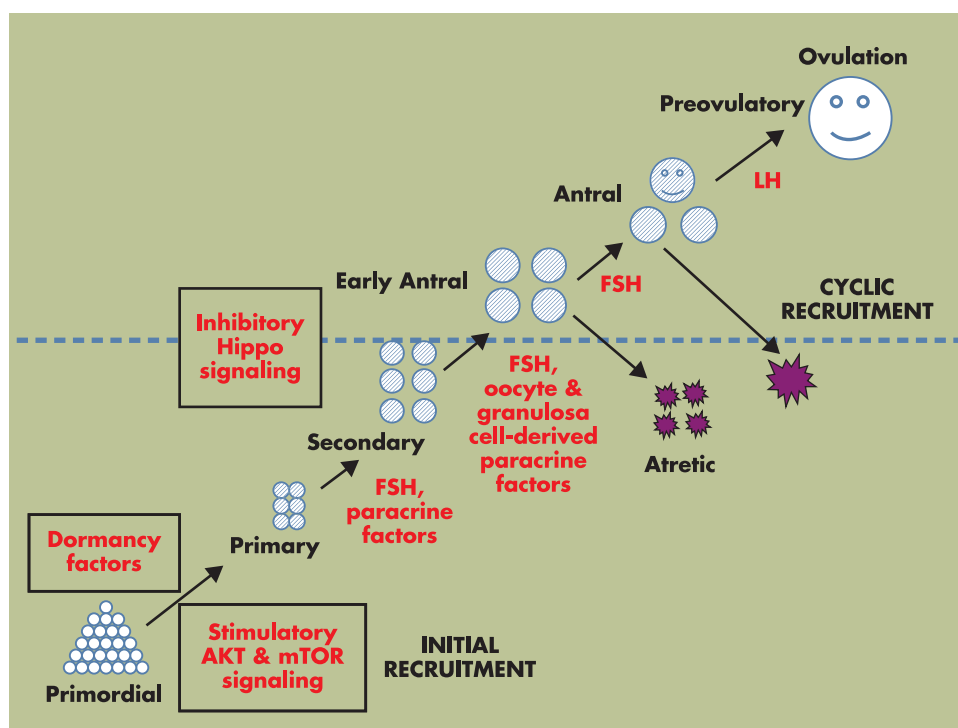 Ovulation
Preovulatory
LH
Antral
FSH
Early Antral
CYCLIC
RECRUITMENT
Inhibitory
Hippo
signaling
FSH,
oocyte &
granulosa
cell-derived
paracrine
factors
Secondary
Atretic
FSH,
paracrine
factors
Primary
Dormancy
factors
Stimulatory
AKT & mTOR
signaling
INITIAL
RECRUITMENT
Primordial